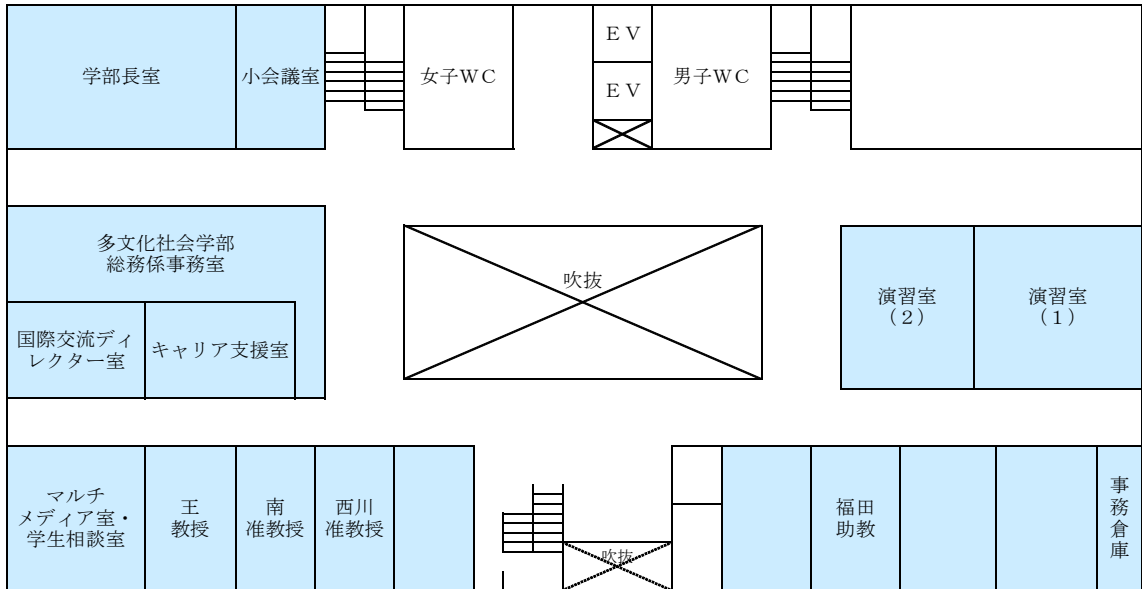 学部長室
小会議室
女子ＷＣ
ＥＶ
ＥＶ
男子ＷＣ
多文化社会学部
総務係事務室
国際交流ディ
レクター室
キャリア支援室
吹抜
演習室
（２）
演習室
（１）
マルチ
メディア室・
学生相談室
王
教授
南
准教授
西川
准教授
吹抜
福田
助教
事
務
倉
庫